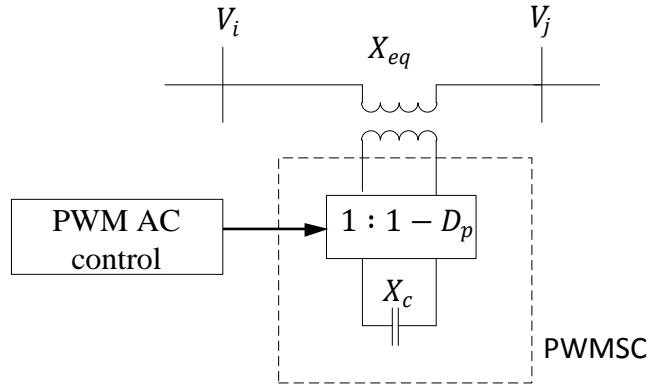 V_i
V_j
X_eq
PWM AC
control
1 : 1 − D_p
X_c
PWMSC